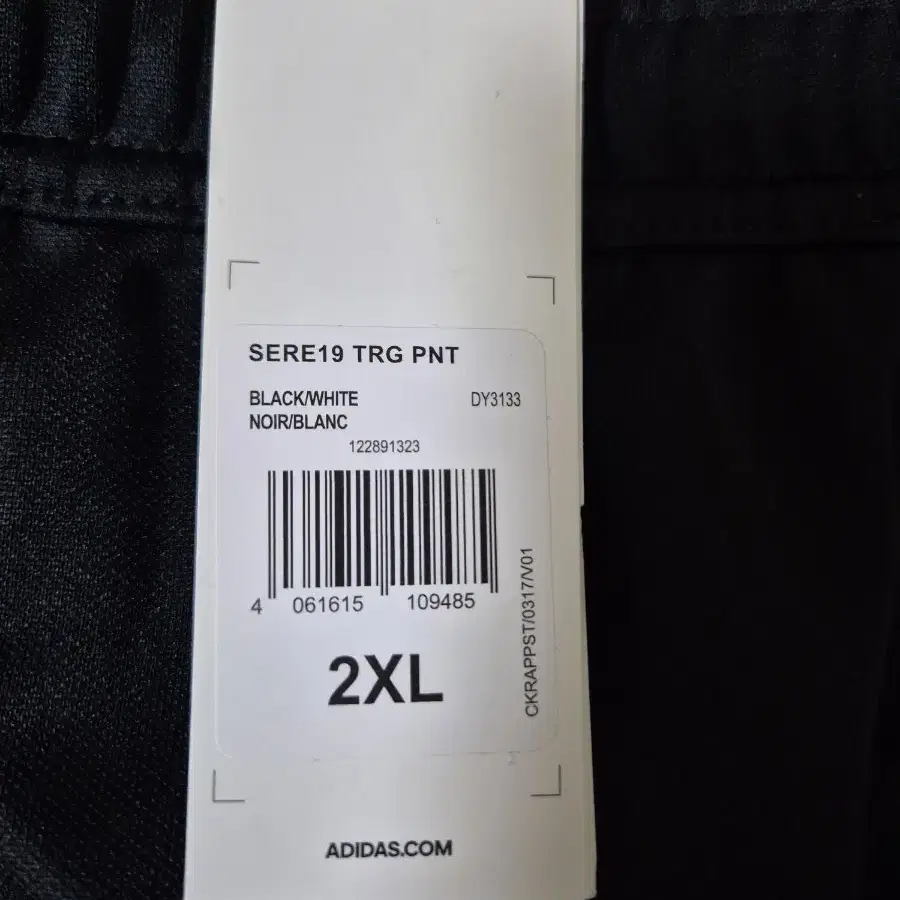 SERE19 TRG PNT
BLACK/WHITE DY3133
NOIR/BLANC
122891323
4 061615 109485
CKRAPPST/0317/V01
2XL
ADIDAS.COM